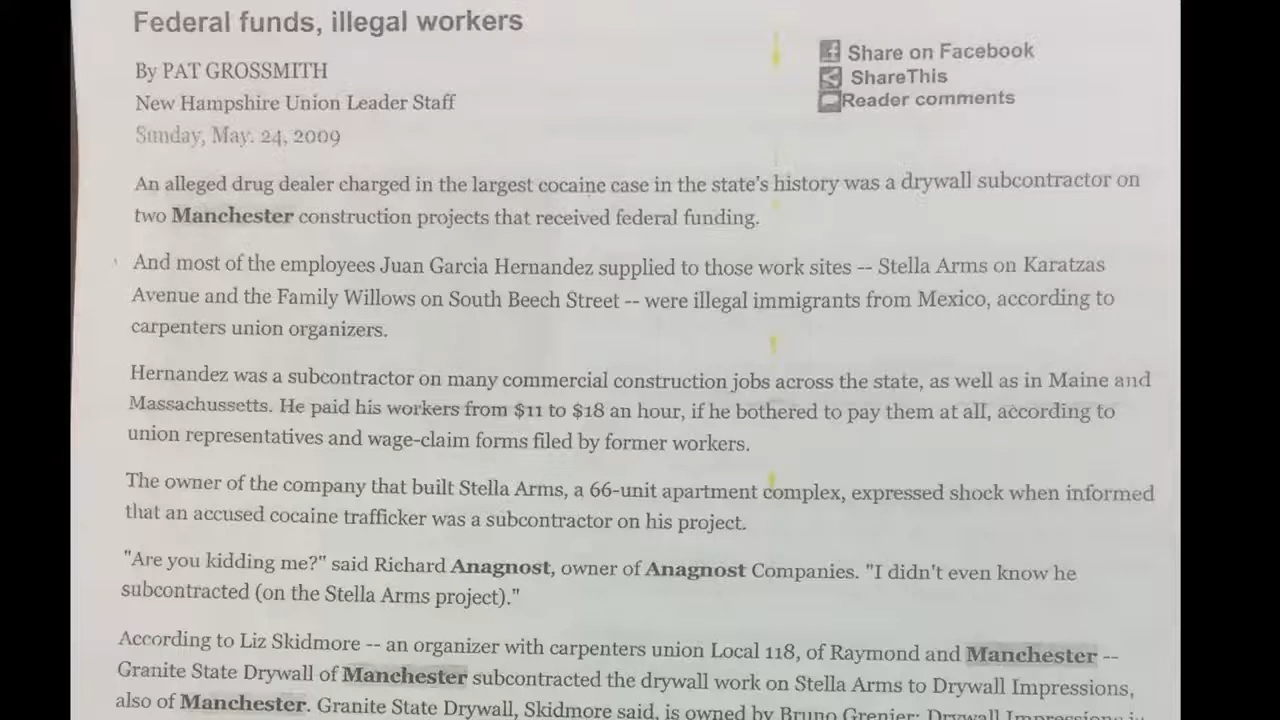 Federal funds, illegal workers
By PAT GROSSMITH
New Hampshire Union Leader Staff
Sunday, May. 24, 2009
Share on Facebook
ShareThis
Reader comments
An alleged drug dealer charged in the largest cocaine case in the state's history was a drywall subcontractor on
two Manchester construction projects that received federal funding.
And most of the employees Juan Garcia Hernandez supplied to those work sites -- Stella Arms on Karatzas
Avenue and the Family Willows on South Beech Street -- were illegal immigrants from Mexico, according to
carpenters union organizers.
Hernandez was a subcontractor on many commercial construction jobs across the state, as well as in Maine and
Massachussetts. He paid his workers from $11 to $18 an hour, if he bothered to pay them at all, according to
union representatives and wage-claim forms filed by former workers.
The owner of the company that built Stella Arms, a 66-unit apartment complex, expressed shock when informed
that an accused cocaine trafficker was a subcontractor on his project.
"Are you kidding me?" said Richard Anagnost, owner of Anagnost Companies. "I didn't even know he
subcontracted (on the Stella Arms project)."
According to Liz Skidmore -- an organizer with carpenters union Local 118, of Raymond and Manchester --
Granite State Drywall of Manchester subcontracted the drywall work on Stella Arms to Drywall Impressions,
also of Manchester. Granite State Drywall, Skidmore said, is owned by Bruno Grenier; Drywall Impressions is